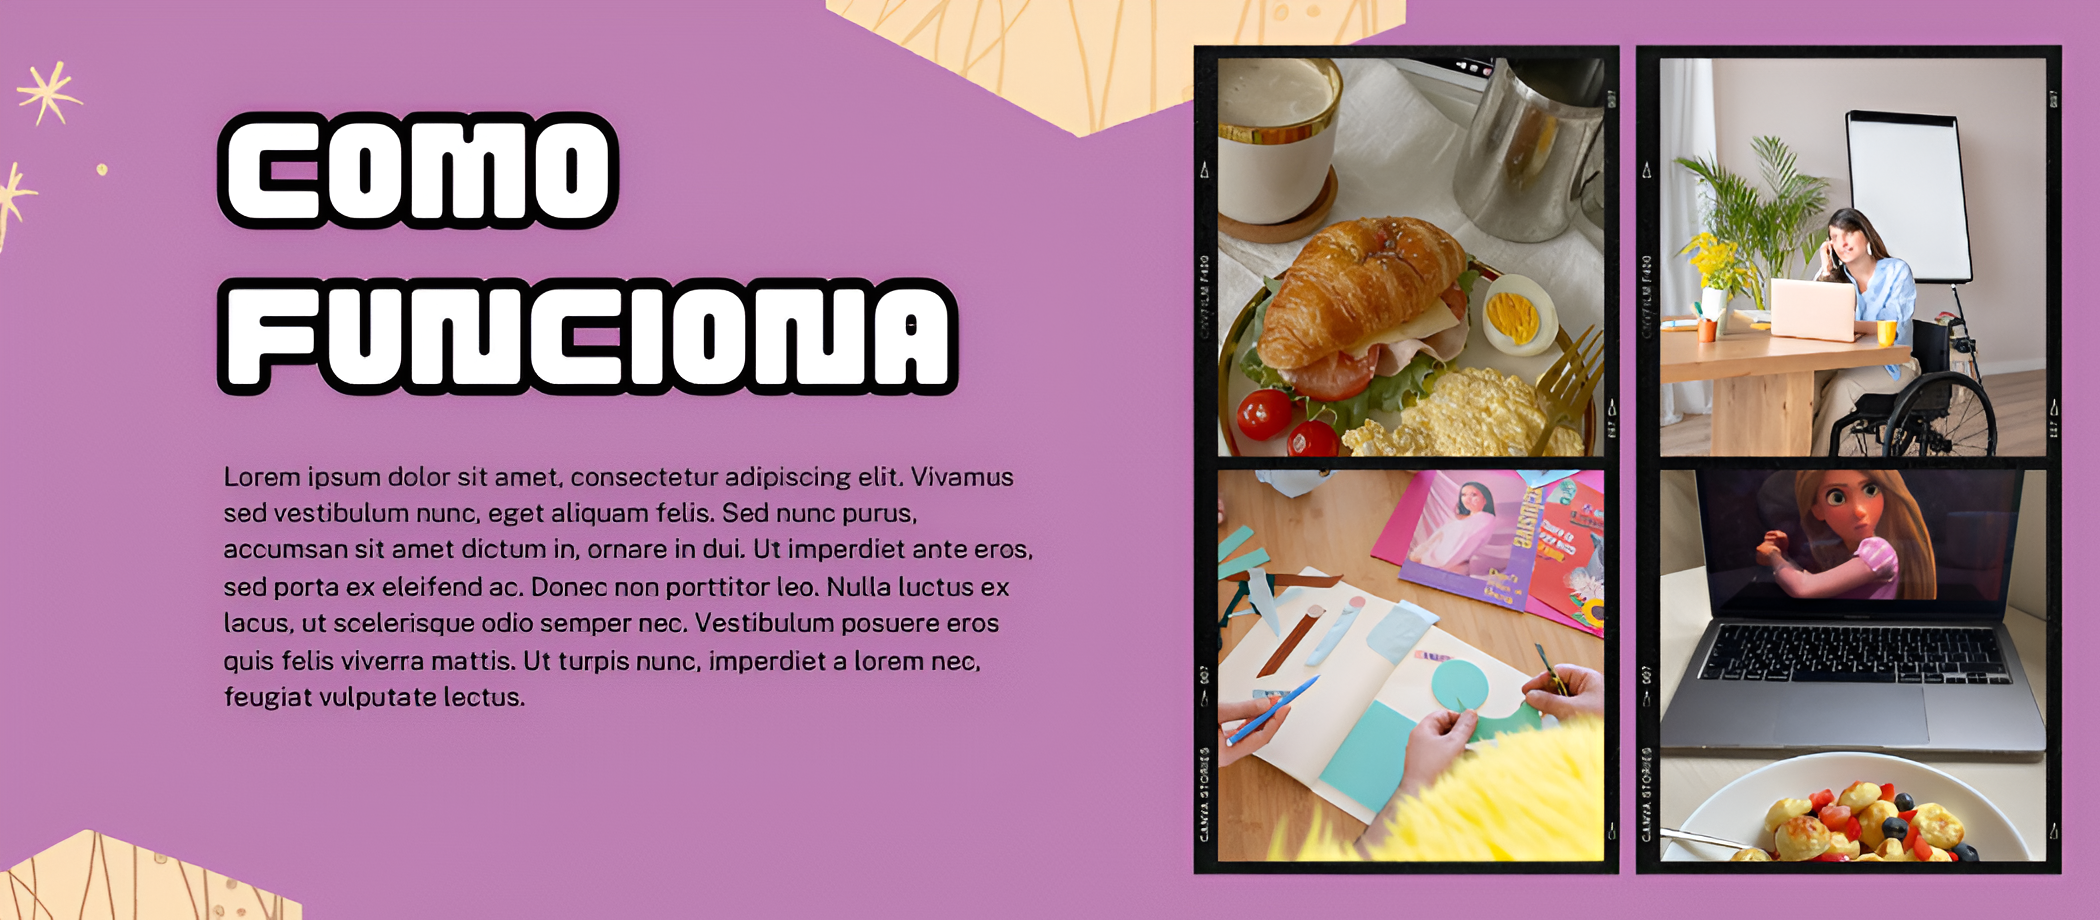 COMO
FUNCIONA
Lorem ipsum dolor sit amet, consectetur adipiscing elit. Vivamus
sed vestibulum nunc, eget aliquam felis. Sed nunc purus,
accumsan sit amet dictum in, ornare in dui. Ut imperdiet ante eros,
sed porta ex eleifend ac. Donec non porttitor leo. Nulla luctus ex
lacus, ut scelerisque odio semper nec. Vestibulum posuere eros
quis felis viverra mattis. Ut turpis nunc, imperdiet a lorem nec,
feugiat vulputate lectus.
CANVA STORIES
CANVA STORIES